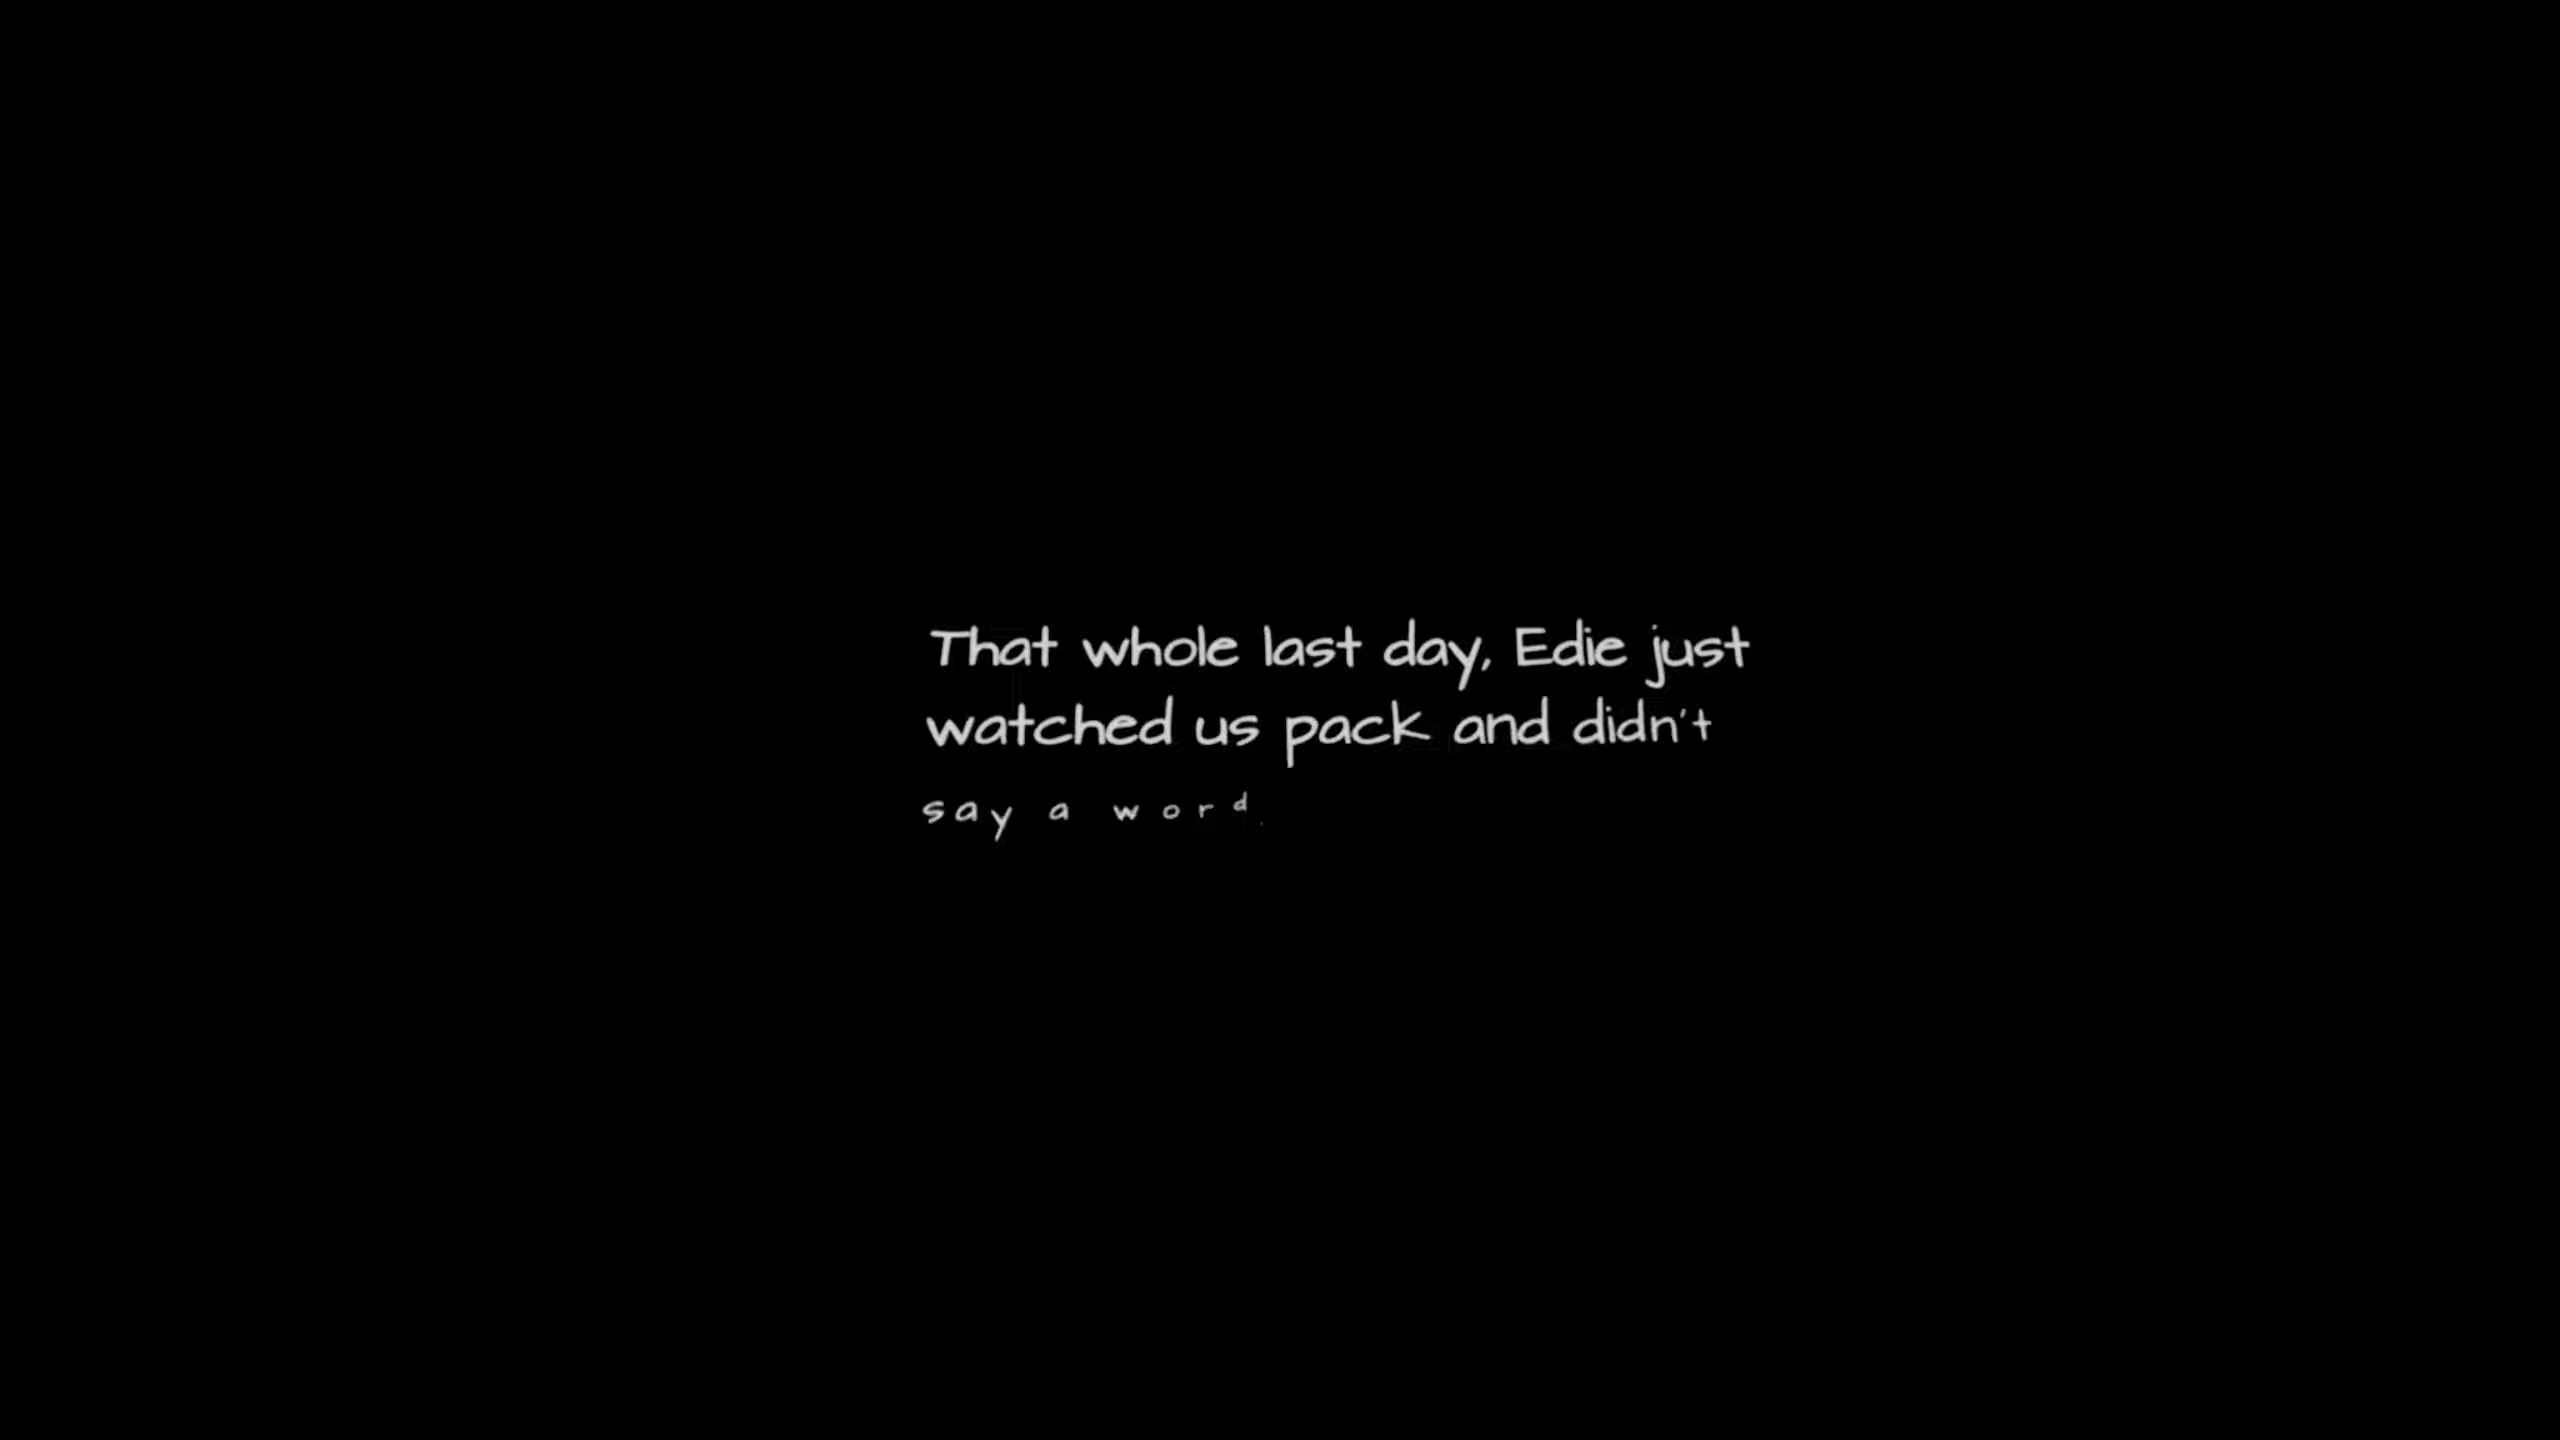 That whole last day, Edie just
watched us pack and didn't
say a word.